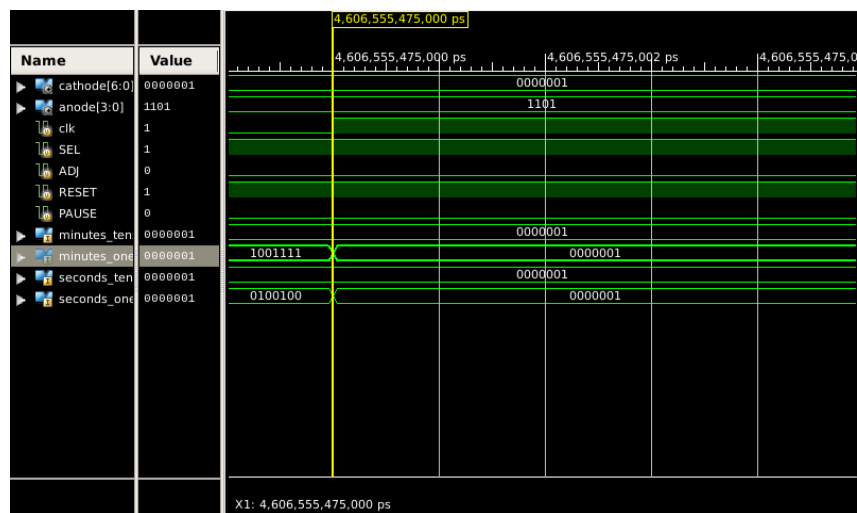 4,606,555,475,000 ps
Name Value 4,606,555,475,000 ps 4,606,555,475,002 ps 4,606,555,475,0
cathode[6:0] 0000001 0000001
anode[3:0] 1101 1101
clk 1
SEL 1
ADJ 0
RESET 1
PAUSE 0
minutes_ten 0000001 0000001
minutes_one 0000001 1001111 0000001
seconds_ten 0000001 0000001
seconds_one 0000001 0100100 0000001
X1: 4,606,555,475,000 ps